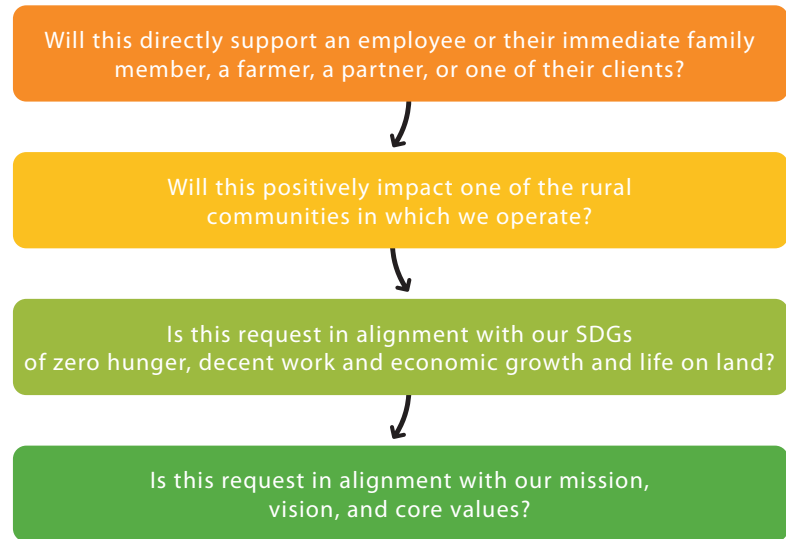 Will this directly support an employee or their immediate family
member, a farmer, a partner, or one of their clients?
Will this positively impact one of the rural
communities in which we operate?
Is this request in alignment with our SDGs
of zero hunger, decent work and economic growth and life on land?
Is this request in alignment with our mission,
vision, and core values?